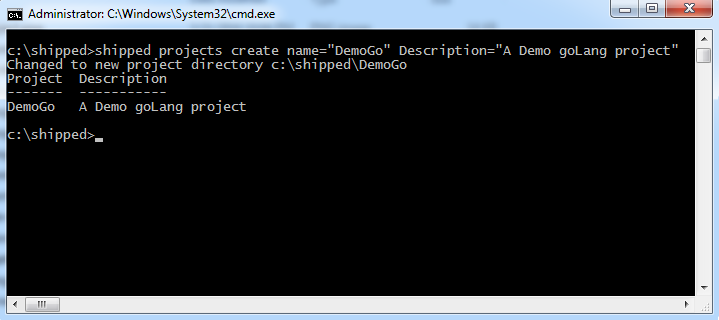 Administrator: C:\Windows\System32\cmd.exe
c:\shipped>shipped projects create name="DemoGo" Description="A Demo goLang project"
Changed to new project directory c:\shipped\DemoGo
Project  Description
-------  -----------
DemoGo   A Demo goLang project
c:\shipped>_